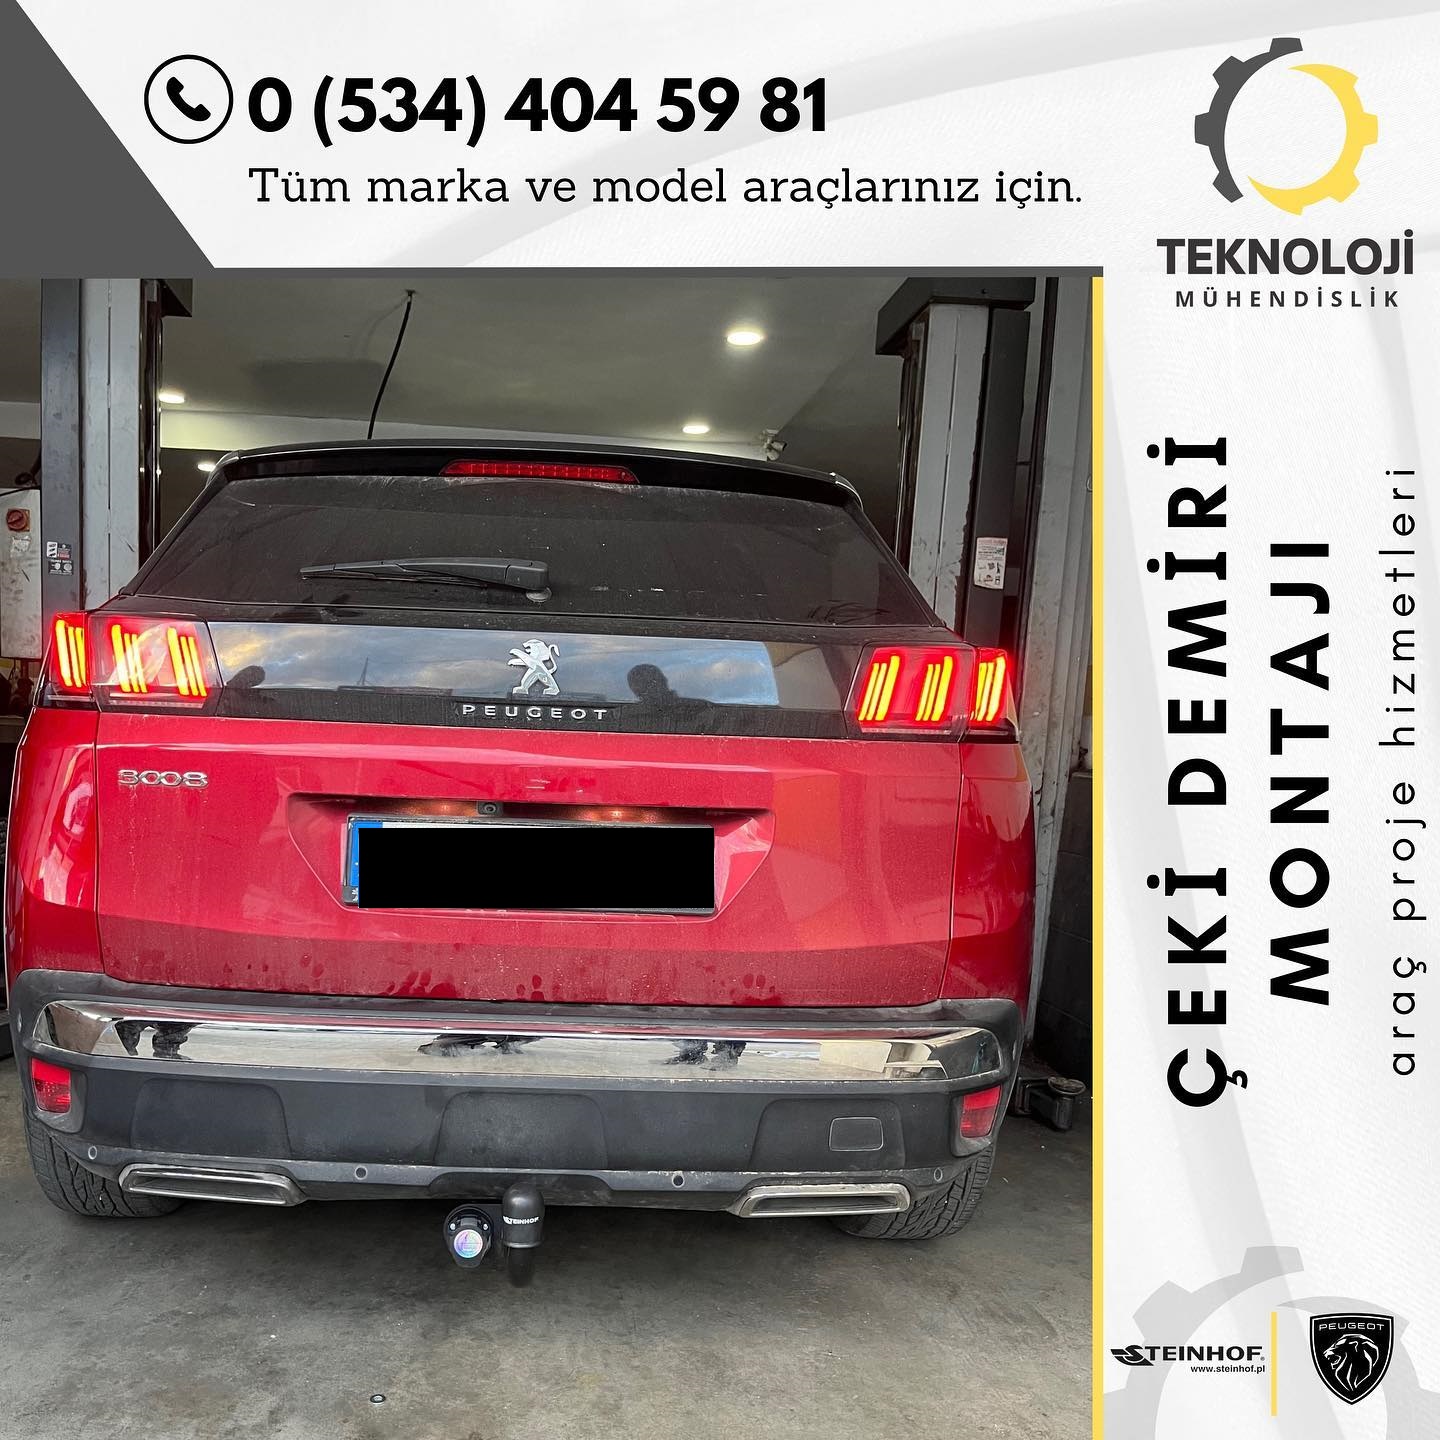 0 (534) 404 59 81
Tüm marka ve model araçlarınız için.
TEKNOLOJİ
MÜHENDİSLİK
ÇEKİ DEMİRİ
MONTAJI
araç proje hizmetleri
PEUGEOT
3008
STEINHOF
STEINHOF
www.steinhof.pl
PEUGEOT